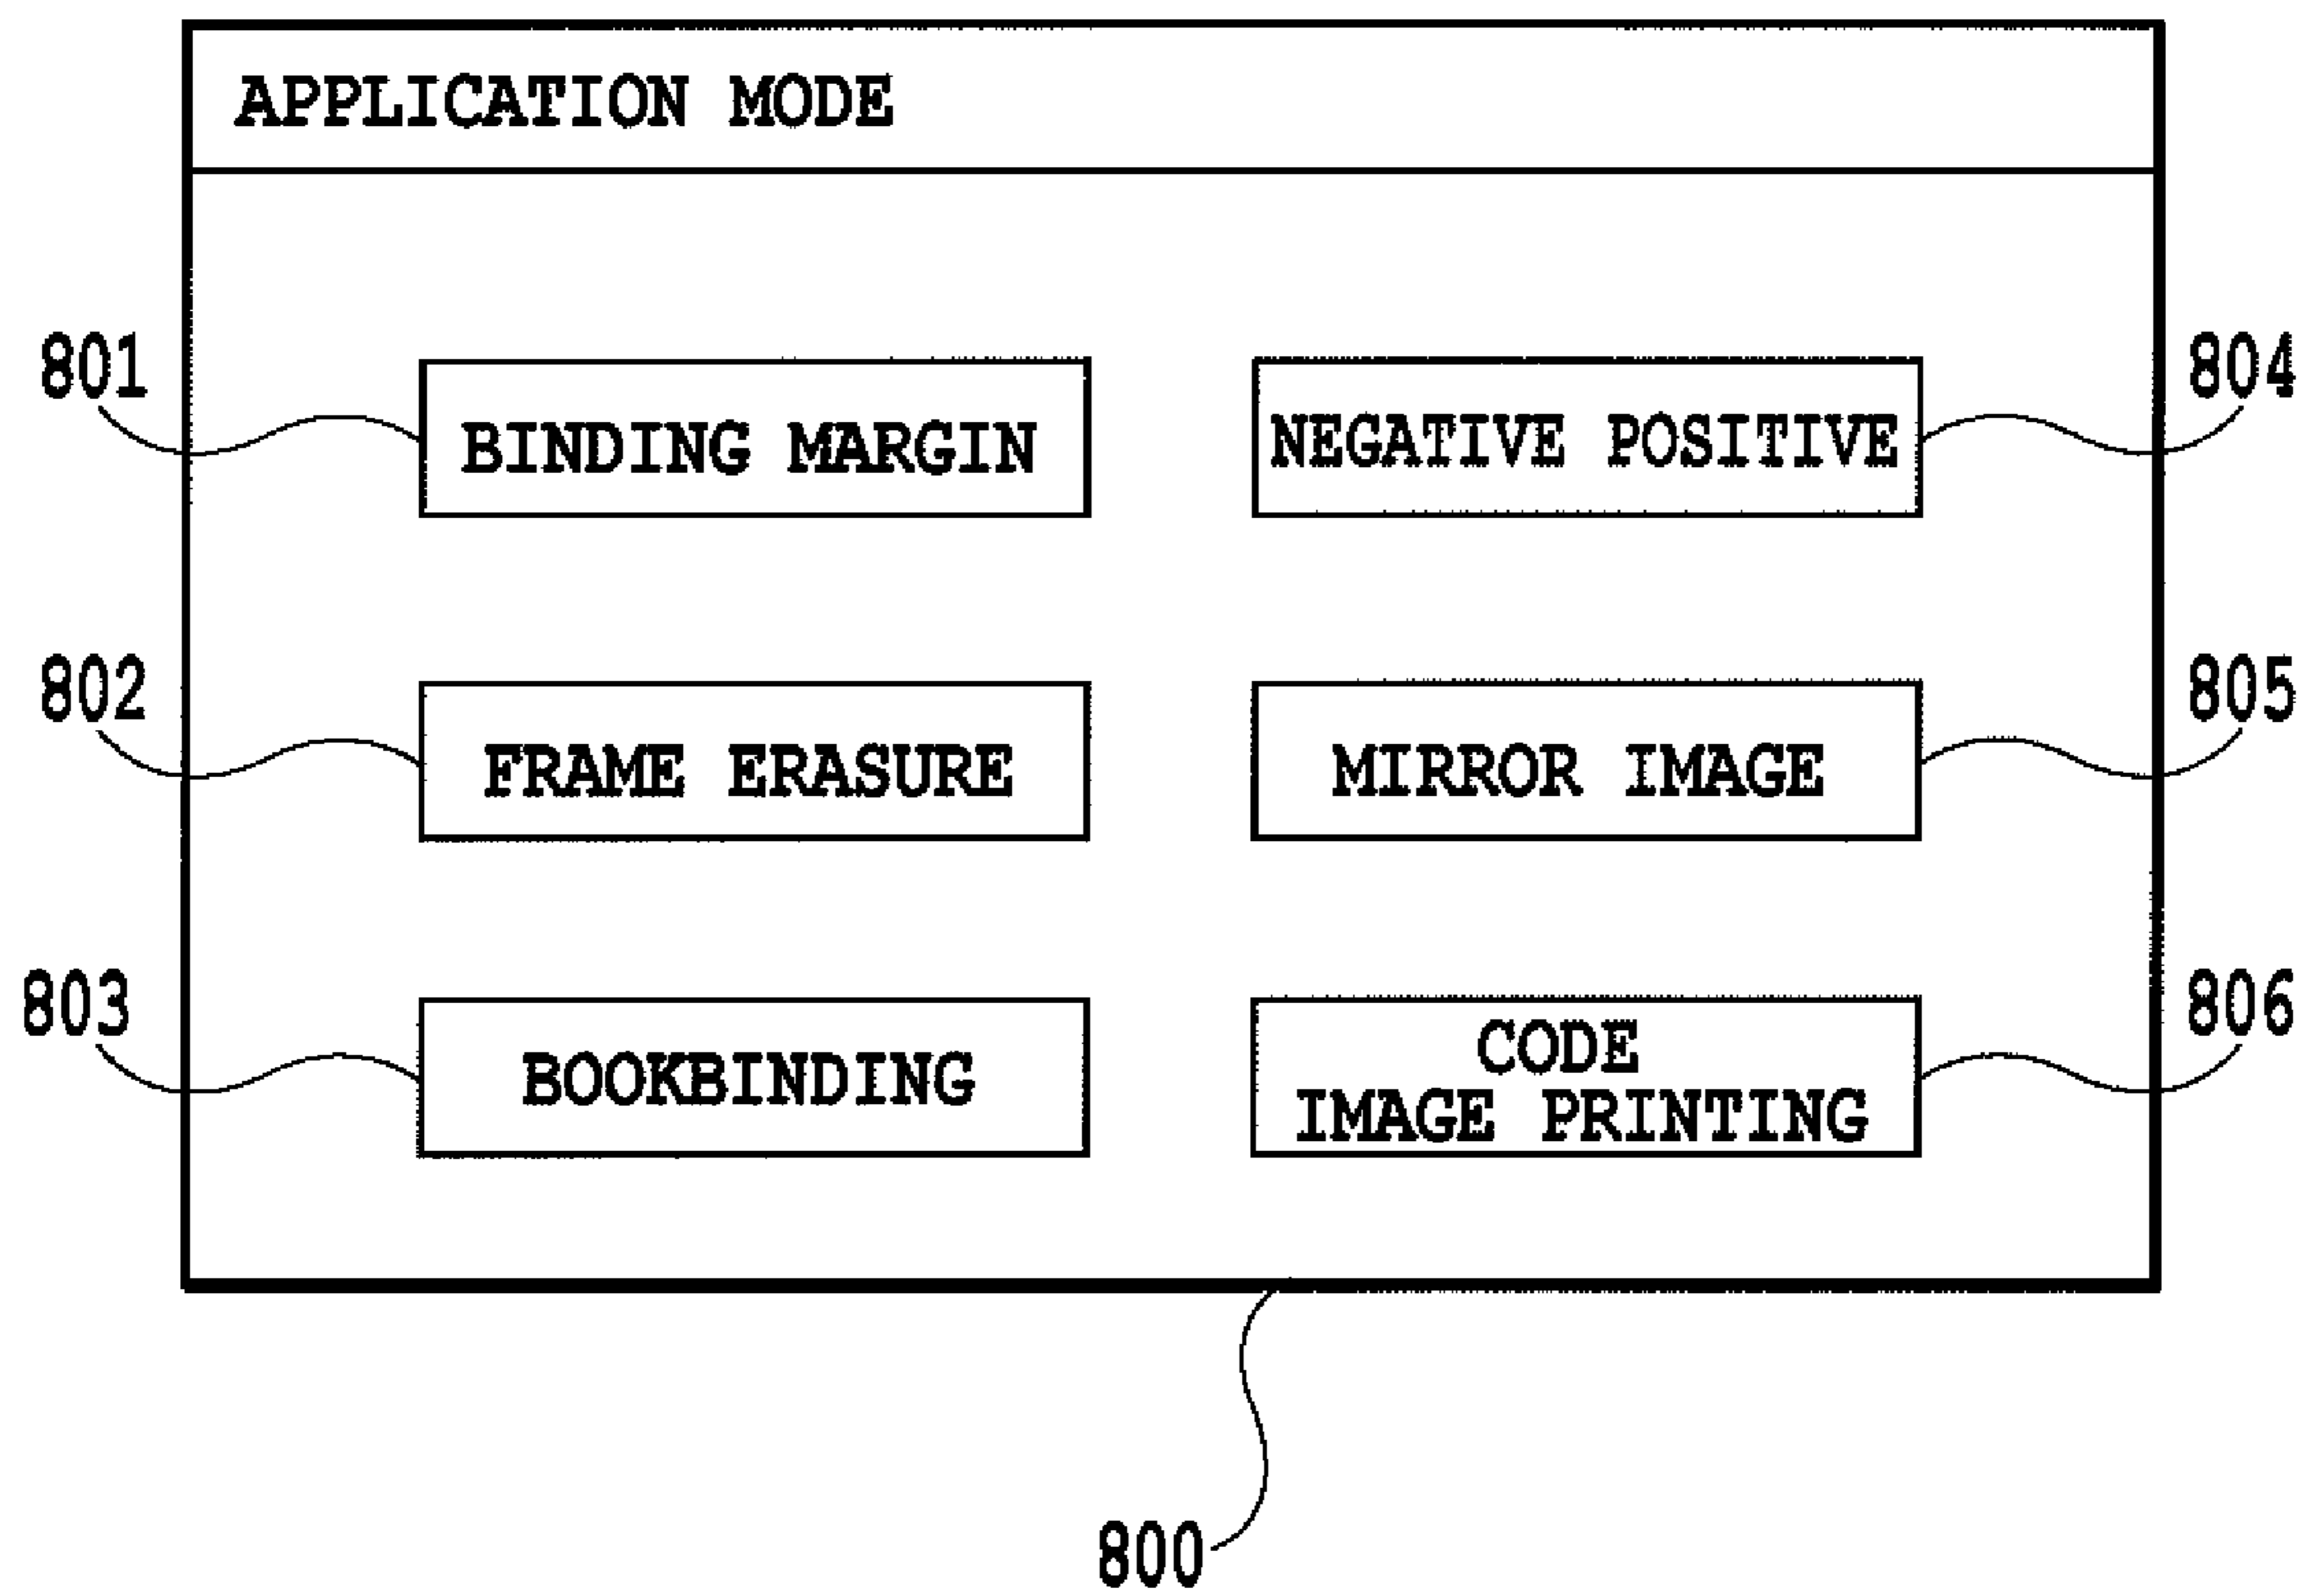 APPLICATION MODE
801
BINDING MARGIN
NEGATIVE POSITIVE
804
802
FRAME ERASURE
MIRROR IMAGE
805
803
BOOKBINDING
CODE
IMAGE PRINTING
806
800